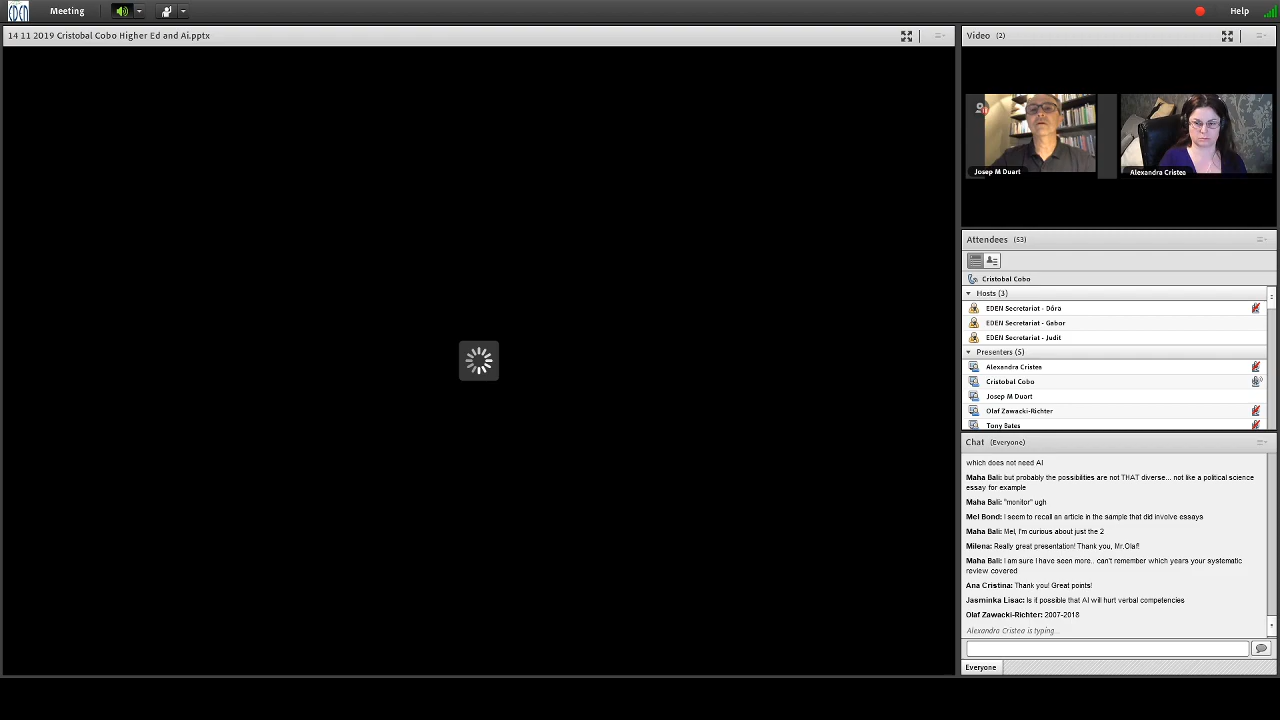 EDEN
Meeting
Help
14 11 2019 Cristobal Cobo Higher Ed and Ai.pptx
Video (2)
Josep M Duart
Alexandra Cristea
Attendees (53)
Cristobal Cobo
Hosts (3)
EDEN Secretariat - Dóra
EDEN Secretariat - Gabor
EDEN Secretariat - Judit
Presenters (5)
Alexandra Cristea
Cristobal Cobo
Josep M Duart
Olaf Zawacki-Richter
Tony Bates
Chat (Everyone)
which does not need AI
Maha Bali: but probably the possibilities are not THAT diverse... not like a political science
essay for example
Maha Bali: "monitor" ugh
Mel Bond: I seem to recall an article in the sample that did involve essays
Maha Bali: Mel, I'm curious about just the 2
Milena: Really great presentation! Thank you, Mr.Olaf!
Maha Bali: I am sure I have seen more.. can't remember which years your systematic
review covered
Ana Cristina: Thank you! Great points!
Jasminka Lisac: Is it possible that AI will hurt verbal competencies
Olaf Zawacki-Richter: 2007-2018
Alexandra Cristea is typing...
Everyone